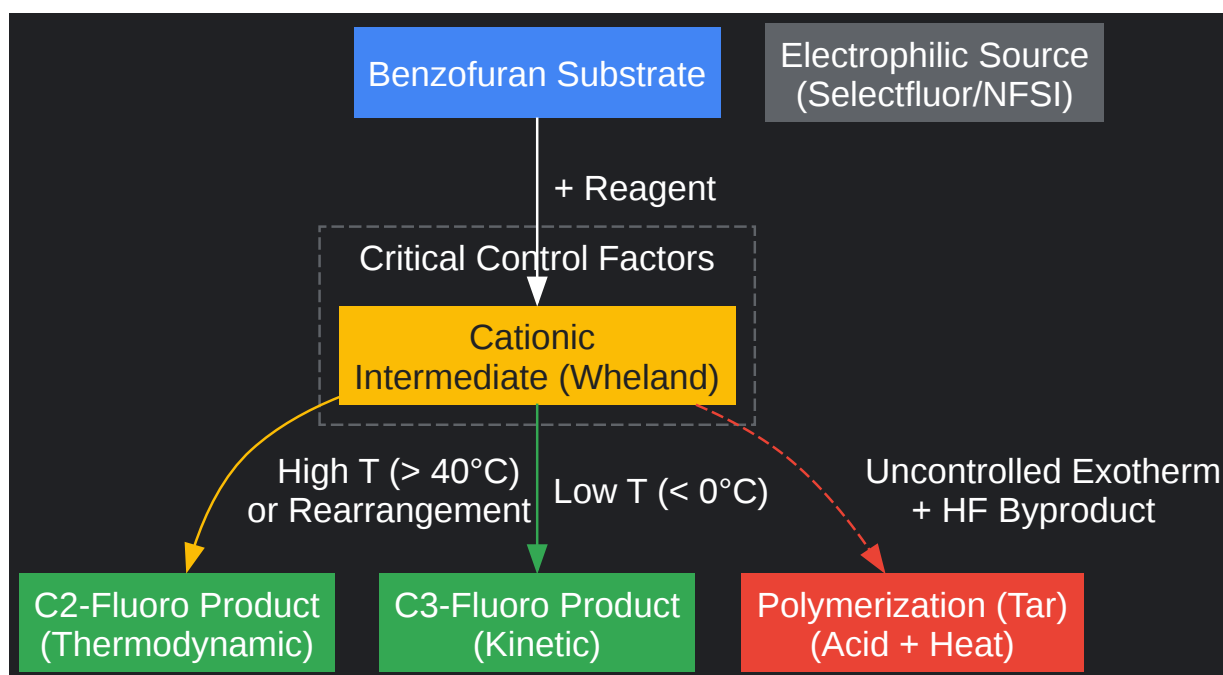 Benzofuran Substrate
Electrophilic Source
(Selectfluor/NFSI)
+ Reagent
Critical Control Factors
Cationic
Intermediate (Wheland)
High T (> 40°C)
or Rearrangement
Low T (< 0°C)
Uncontrolled Exotherm
+ HF Byproduct
C2-Fluoro Product
(Thermodynamic)
C3-Fluoro Product
(Kinetic)
Polymerization (Tar)
(Acid + Heat)